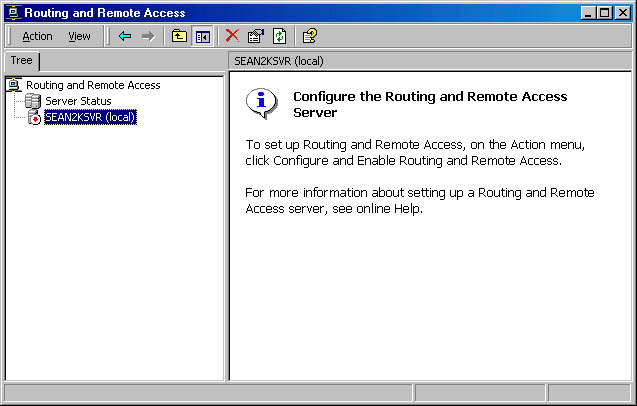 Routing and Remote Access
Action View
Tree
SEAN2KSVR (local)
Routing and Remote Access
Server Status
SEAN2KSVR (local)
Configure the Routing and Remote Access
Server
To set up Routing and Remote Access, on the Action menu,
click Configure and Enable Routing and Remote Access.
For more information about setting up a Routing and Remote
Access server, see online Help.